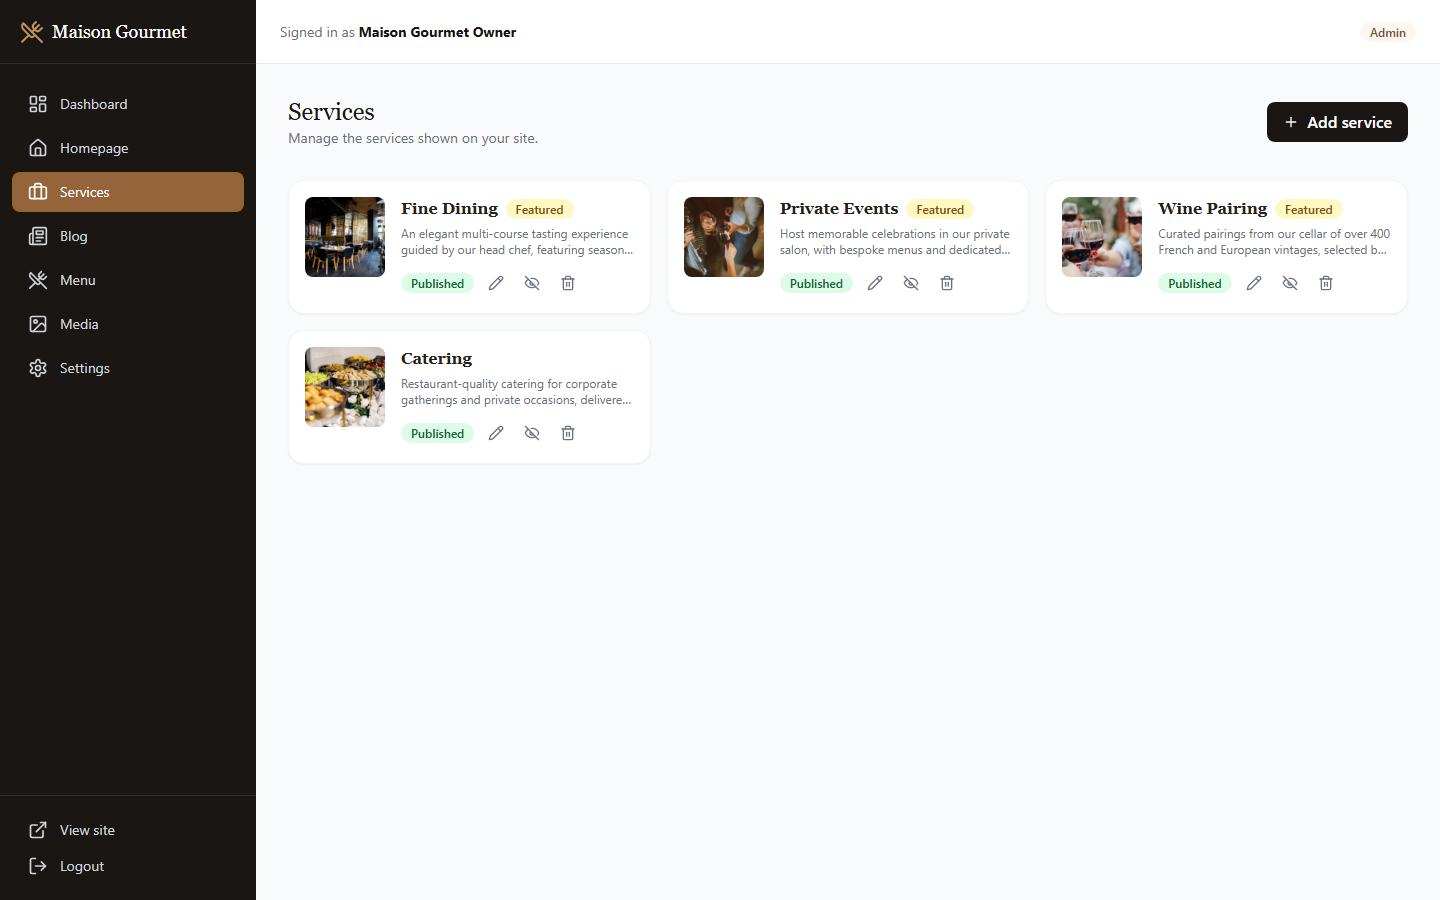 Maison Gourmet
Signed in as Maison Gourmet Owner
Admin
Dashboard
Homepage
Services
Blog
Menu
Media
Settings
View site
Logout
Services
Manage the services shown on your site.
Add service
Fine Dining Featured
An elegant multi-course tasting experience
guided by our head chef, featuring season...
Published
Private Events Featured
Host memorable celebrations in our private
salon, with bespoke menus and dedicated...
Published
Wine Pairing Featured
Curated pairings from our cellar of over 400
French and European vintages, selected b...
Published
Catering
Restaurant-quality catering for corporate
gatherings and private occasions, delivere...
Published